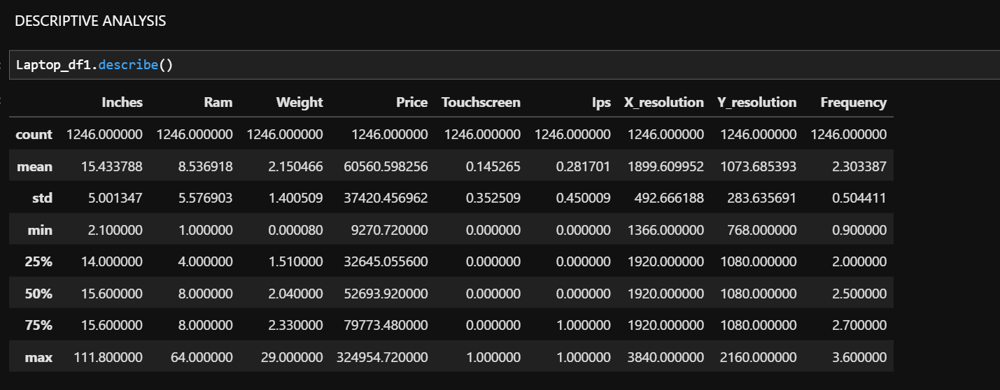 DESCRIPTIVE ANALYSIS
Laptop_df1.describe()
Inches Ram Weight Price Touchscreen Ips X_resolution Y_resolution Frequency
count 1246.000000 1246.000000 1246.000000 1246.000000 1246.000000 1246.000000 1246.000000 1246.000000 1246.000000
mean 15.433788 8.536918 2.150466 60560.598256 0.145265 0.281701 1899.609952 1073.685393 2.303387
std 5.001347 5.576903 1.400509 37420.456962 0.352509 0.450009 492.666188 283.635691 0.504411
min 2.100000 1.000000 0.000080 9270.720000 0.000000 0.000000 1366.000000 768.000000 0.900000
25% 14.000000 4.000000 1.510000 32645.055600 0.000000 0.000000 1920.000000 1080.000000 2.000000
50% 15.600000 8.000000 2.040000 52693.920000 0.000000 0.000000 1920.000000 1080.000000 2.500000
75% 15.600000 8.000000 2.330000 79773.480000 0.000000 1.000000 1920.000000 1080.000000 2.700000
max 111.800000 64.000000 29.000000 324954.720000 1.000000 1.000000 3840.000000 2160.000000 3.600000